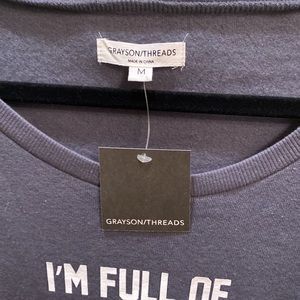 GRAYSON/THREADS
MADE IN CHINA
M
GRAYSON/THREADS
I'M FULL OF